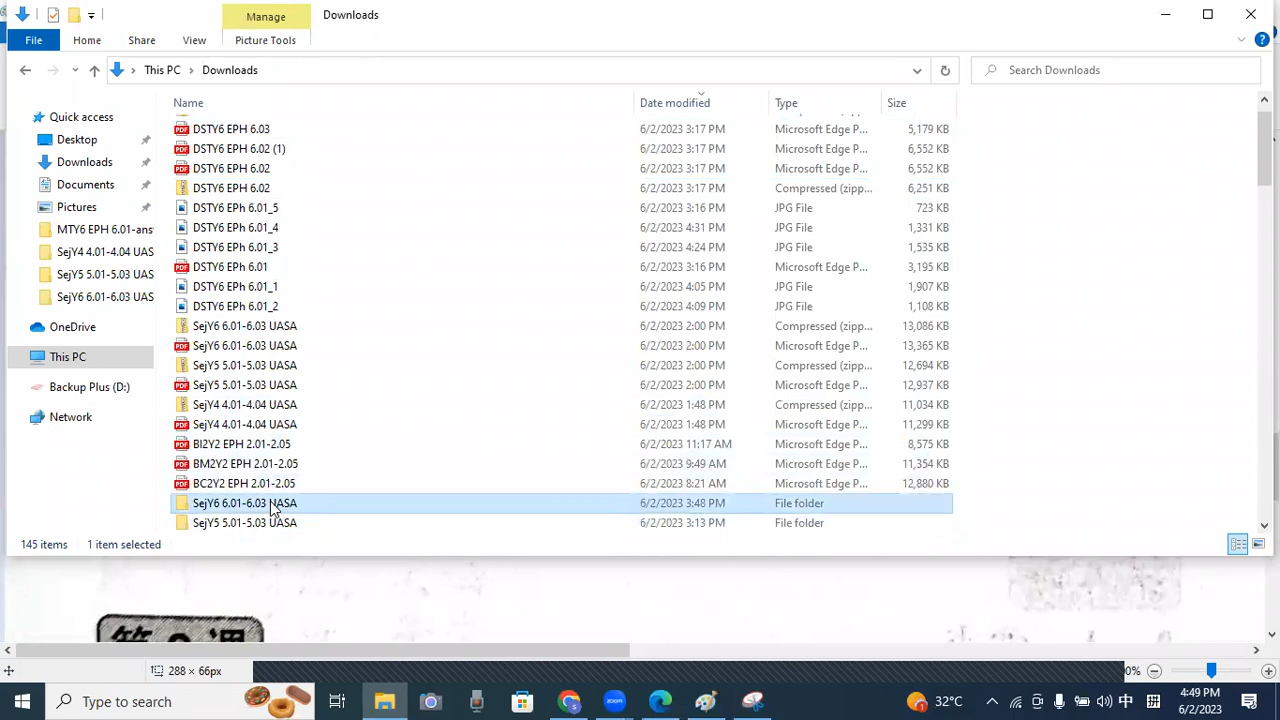 Manage
Downloads
File
Home
Share
View
Picture Tools
This PC
Downloads
Search Downloads
Name
Date modified
Type
Size
Quick access
Desktop
Downloads
Documents
Pictures
MTY6 EPH 6.01-ans
SejY4 4.01-4.04 UAS
SejY5 5.01-5.03 UAS
SejY6 6.01-6.03 UAS
OneDrive
This PC
Backup Plus (D:)
Network
DSTY6 EPH 6.03 6/2/2023 3:17 PM Microsoft Edge P... 5,179 KB
DSTY6 EPH 6.02 (1) 6/2/2023 3:17 PM Microsoft Edge P... 6,552 KB
DSTY6 EPH 6.02 6/2/2023 3:17 PM Microsoft Edge P... 6,552 KB
DSTY6 EPH 6.02 6/2/2023 3:17 PM Compressed (zipp... 6,251 KB
DSTY6 EPh 6.01_5 6/2/2023 3:16 PM JPG File 723 KB
DSTY6 EPh 6.01_4 6/2/2023 4:31 PM JPG File 1,331 KB
DSTY6 EPh 6.01_3 6/2/2023 4:24 PM JPG File 1,535 KB
DSTY6 EPh 6.01 6/2/2023 3:16 PM Microsoft Edge P... 3,195 KB
DSTY6 EPh 6.01_1 6/2/2023 4:05 PM JPG File 1,907 KB
DSTY6 EPh 6.01_2 6/2/2023 4:09 PM JPG File 1,108 KB
SejY6 6.01-6.03 UASA 6/2/2023 2:00 PM Compressed (zipp... 13,086 KB
SejY6 6.01-6.03 UASA 6/2/2023 2:00 PM Microsoft Edge P... 13,365 KB
SejY5 5.01-5.03 UASA 6/2/2023 2:00 PM Compressed (zipp... 12,694 KB
SejY5 5.01-5.03 UASA 6/2/2023 2:00 PM Microsoft Edge P... 12,937 KB
SejY4 4.01-4.04 UASA 6/2/2023 1:48 PM Compressed (zipp... 11,034 KB
SejY4 4.01-4.04 UASA 6/2/2023 1:48 PM Microsoft Edge P... 11,299 KB
BI2Y2 EPH 2.01-2.05 6/2/2023 11:17 AM Microsoft Edge P... 8,575 KB
BM2Y2 EPH 2.01-2.05 6/2/2023 9:49 AM Microsoft Edge P... 11,354 KB
BC2Y2 EPH 2.01-2.05 6/2/2023 8:21 AM Microsoft Edge P... 12,880 KB
SejY6 6.01-6.03 UASA 6/2/2023 3:48 PM File folder
SejY5 5.01-5.03 UASA 6/2/2023 3:13 PM File folder
145 items
1 item selected
288 × 66px
Type to search
32°C
中
拼
4:49 PM
6/2/2023